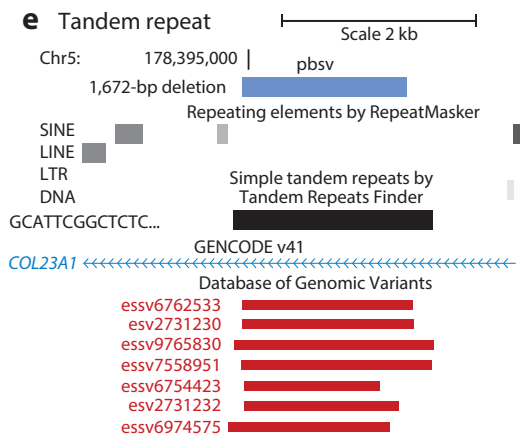 e Tandem repeat
Scale 2 kb
Chr5: 178,395,000
pbsv
1,672-bp deletion
Repeating elements by RepeatMasker
SINE
LINE
LTR
DNA
Simple tandem repeats by
Tandem Repeats Finder
GCATTCGGCTCTC...
GENCODE v41
COL23A1
Database of Genomic Variants
essv6762533
essv2731230
essv9765830
essv7558951
essv6754423
esv2731232
essv6974575